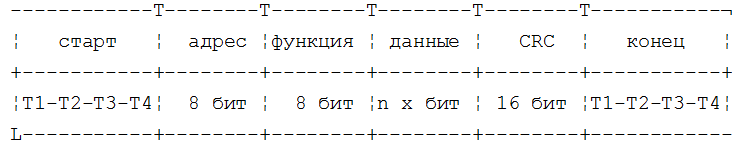 ------------T--------T--------T--------T--------T-----------¬
¦   старт   ¦  адрес ¦функция ¦ данные ¦   CRC  ¦   конец   ¦
+-----------+--------+--------+--------+--------+-----------+
¦T1-T2-T3-T4¦  8 бит ¦  8 бит ¦n x бит ¦ 16 бит ¦T1-T2-T3-T4¦
L-----------+--------+--------+--------+--------+------------